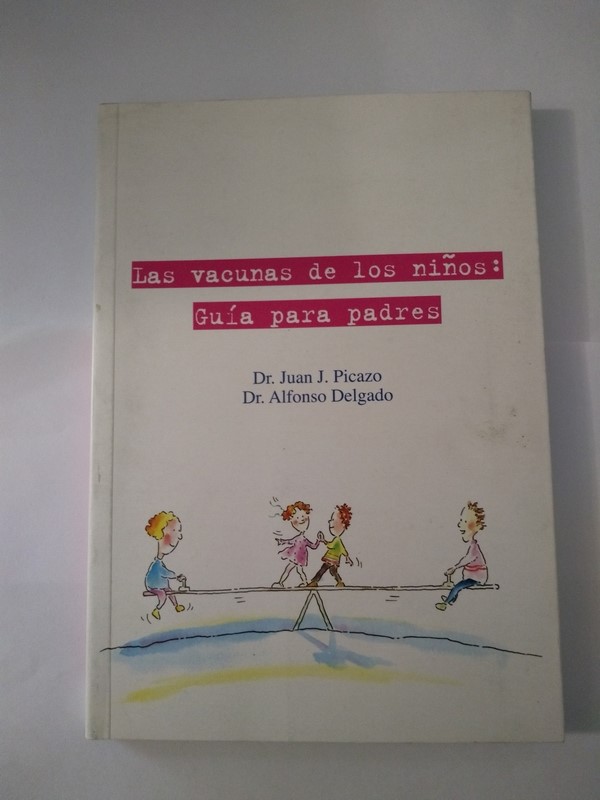 Las vacunas de los niños:
Guía para padres
Dr. Juan J. Picazo
Dr. Alfonso Delgado